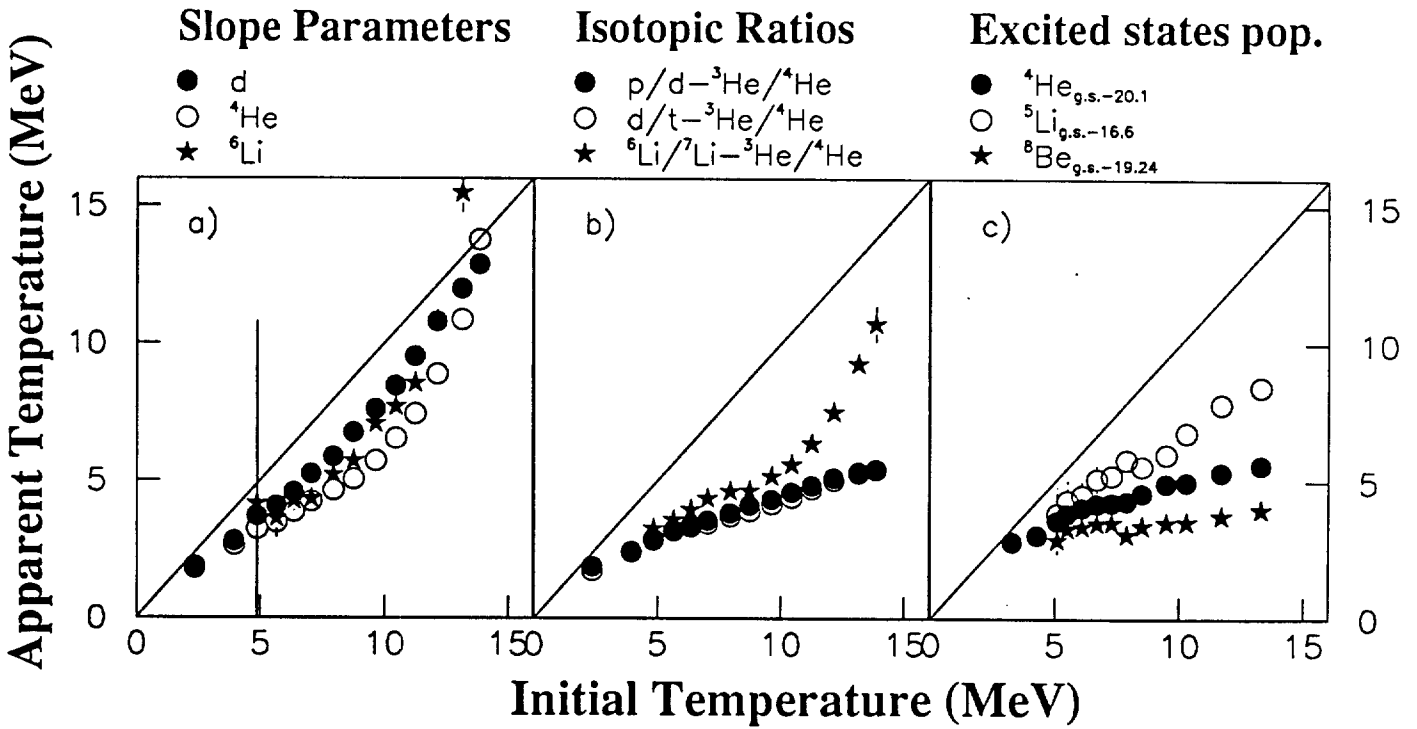 Slope Parameters
d
⁴He
⁶Li
Isotopic Ratios
p/d−³He/⁴He
d/t−³He/⁴He
⁶Li/⁷Li−³He/⁴He
Excited states pop.
⁴He g.s.−20.1
⁵Li g.s.−16.6
⁸Be g.s.−19.24
Apparent Temperature (MeV)
15
10
5
0
a)
b)
c)
15
10
5
0
0 5 10 150 5 10 150 5 10 15
Initial Temperature (MeV)